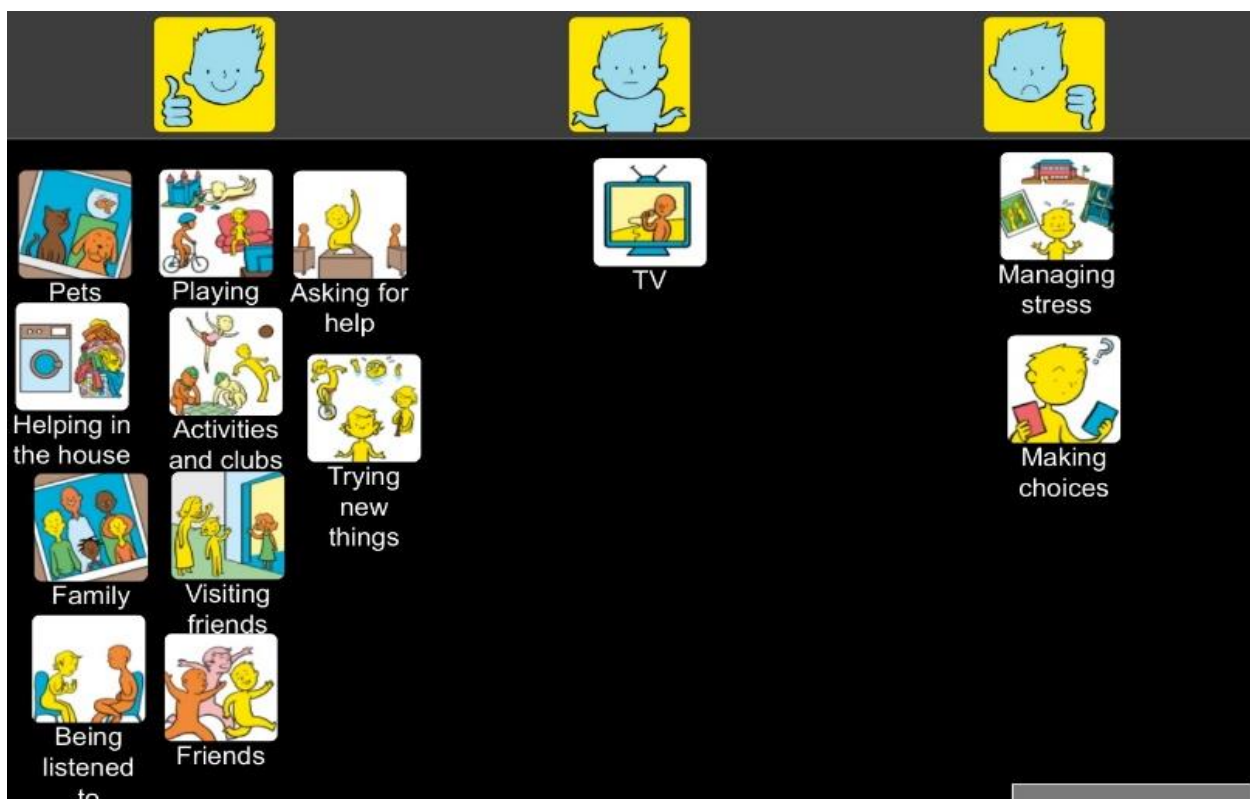 Pets
Playing
Asking for
help
TV
Managing
stress
Helping in
the house
Activities
and clubs
Trying
new
things
Making
choices
Family
Visiting
friends
Being
listened
to
Friends